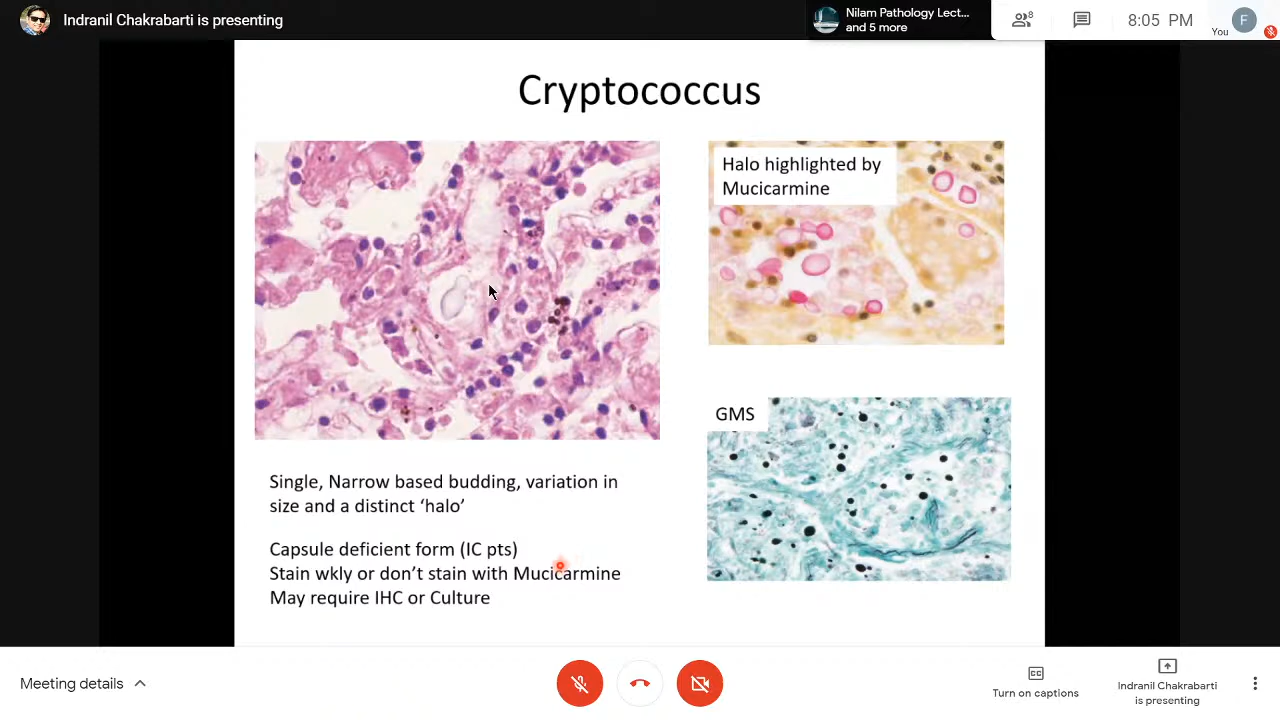 Indranil Chakrabarti is presenting
Nilam Pathology Lect...
and 5 more
8
8:05 PM
You
F
Cryptococcus
Halo highlighted by
Mucicarmine
GMS
Single, Narrow based budding, variation in
size and a distinct ‘halo’
Capsule deficient form (IC pts)
Stain wkly or don’t stain with Mucicarmine
May require IHC or Culture
Meeting details
CC
Turn on captions
Indranil Chakrabarti
is presenting